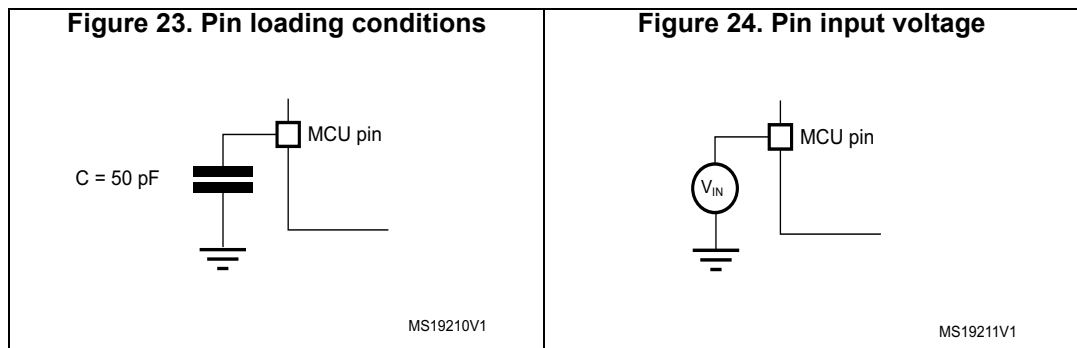 Figure 23. Pin loading conditions
MCU pin
C = 50 pF
MS19210V1
Figure 24. Pin input voltage
MCU pin
VIN
MS19211V1